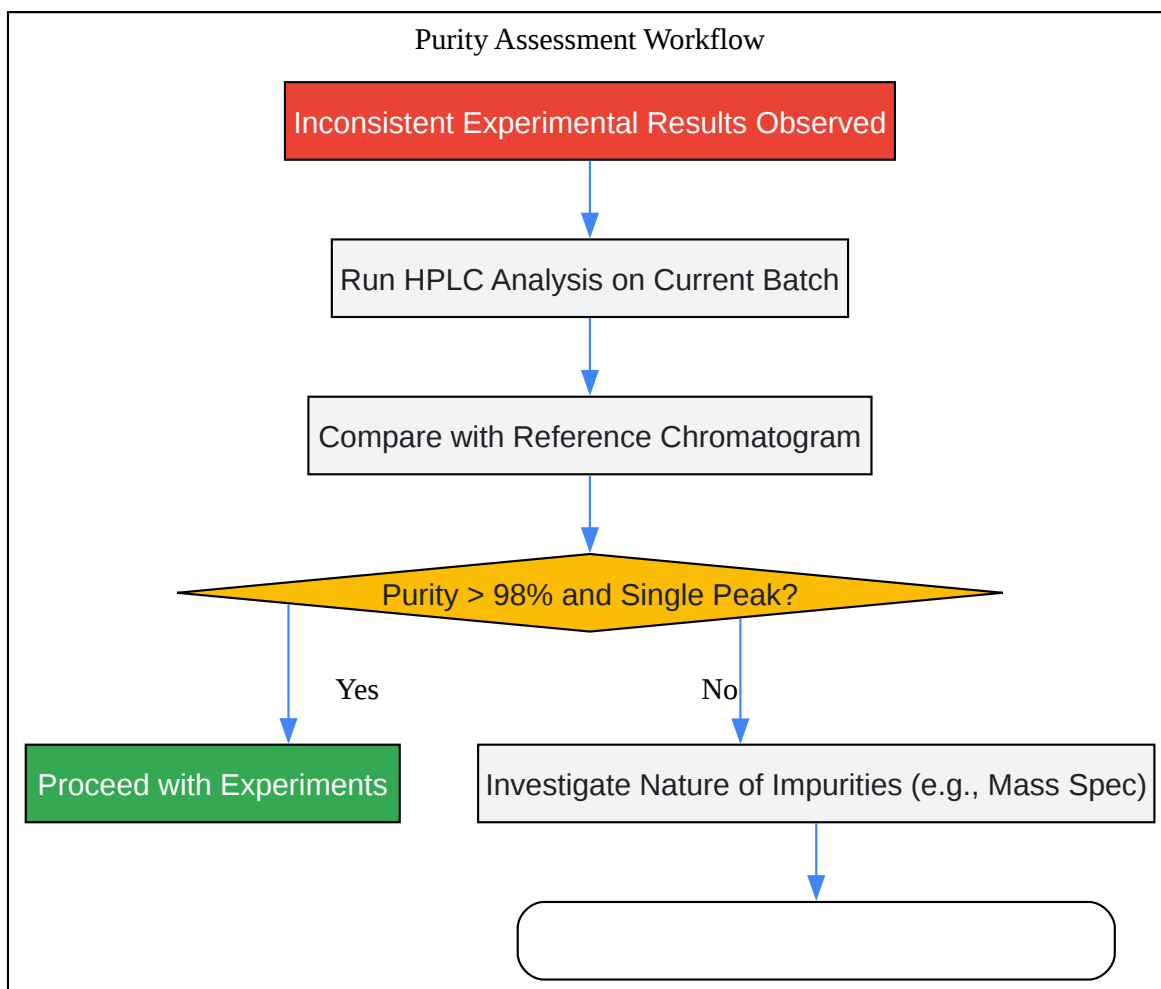 Purity Assessment Workflow
Inconsistent Experimental Results Observed
Run HPLC Analysis on Current Batch
Compare with Reference Chromatogram
Purity > 98% and Single Peak?
Yes
No
Proceed with Experiments
Investigate Nature of Impurities (e.g., Mass Spec)